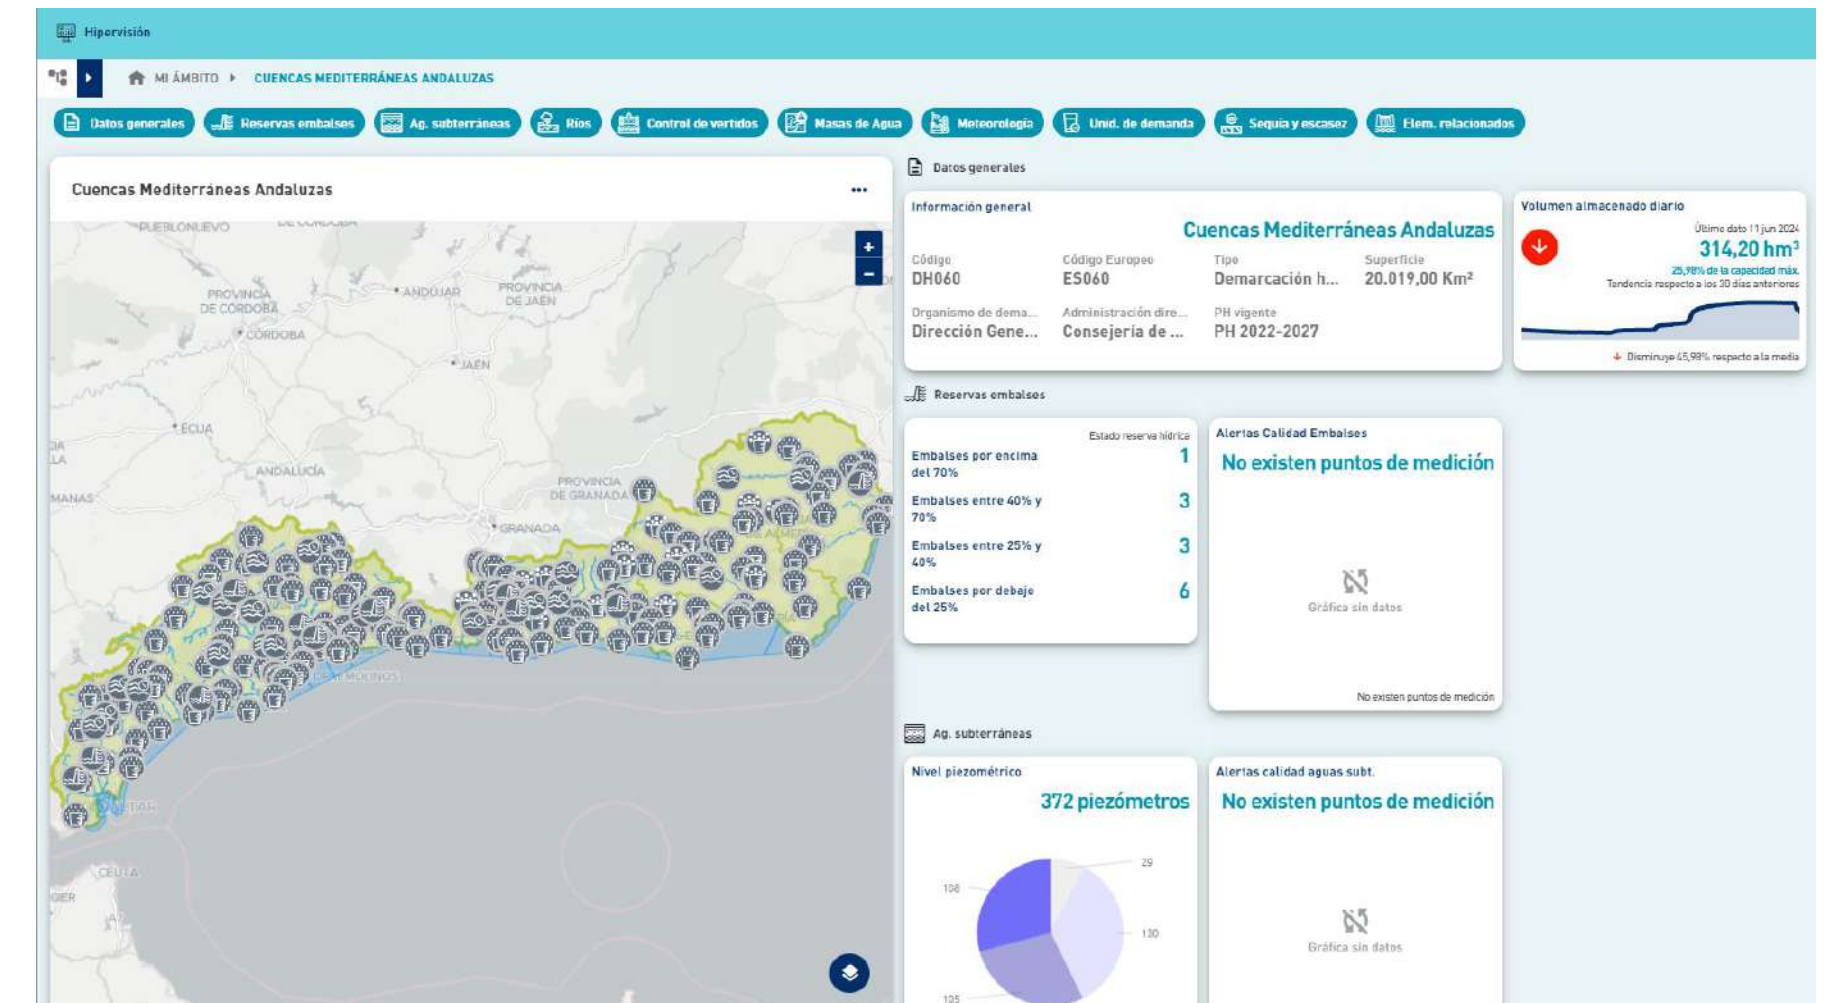 Hipervisión
MI ÁMBITO
CUENCAS MEDITERRÁNEAS ANDALUZAS
Datos generales
Reservas embalses
Ag. subterráneas
Ríos
Control de vertidos
Masas de Agua
Meteorología
Unid. de demanda
Sequía y escasez
Elem. relacionados
Cuencas Mediterráneas Andaluzas
PUEBLONUEVO
DE CÓRDOBA
PROVINCIA
DE CÓRDOBA
ANDÚJAR
PROVINCIA
DE JAÉN
CÓRDOBA
JAÉN
ECIJA
ANDALUCÍA
MANAS
PROVINCIA
DE GRANADA
GRANADA
CEUTA
+
−
Datos generales
Información general
Cuencas Mediterráneas Andaluzas
Código
DH060
Código Europeo
ES060
Tipo
Demarcación h...
Superficie
20.019,00 Km²
Organismo de dema...
Dirección Gene...
Administración dire...
Consejería de ...
PH vigente
PH 2022-2027
Volumen almacenado diario
Último dato 11 jun 2024
314,20 hm³
25,98% de la capacidad máx.
Tendencia respecto a los 30 días anteriores
Disminuye 45,98% respecto a la media
Reservas embalses
Estado reserva hídrica
Embalses por encima
del 70%
1
Embalses entre 40% y
70%
3
Embalses entre 25% y
40%
3
Embalses por debajo
del 25%
6
Alertas Calidad Embalses
No existen puntos de medición
Gráfica sin datos
No existen puntos de medición
Ag. subterráneas
Nivel piezométrico
372 piezómetros
29
108
130
105
Alertas calidad aguas subt.
No existen puntos de medición
Gráfica sin datos